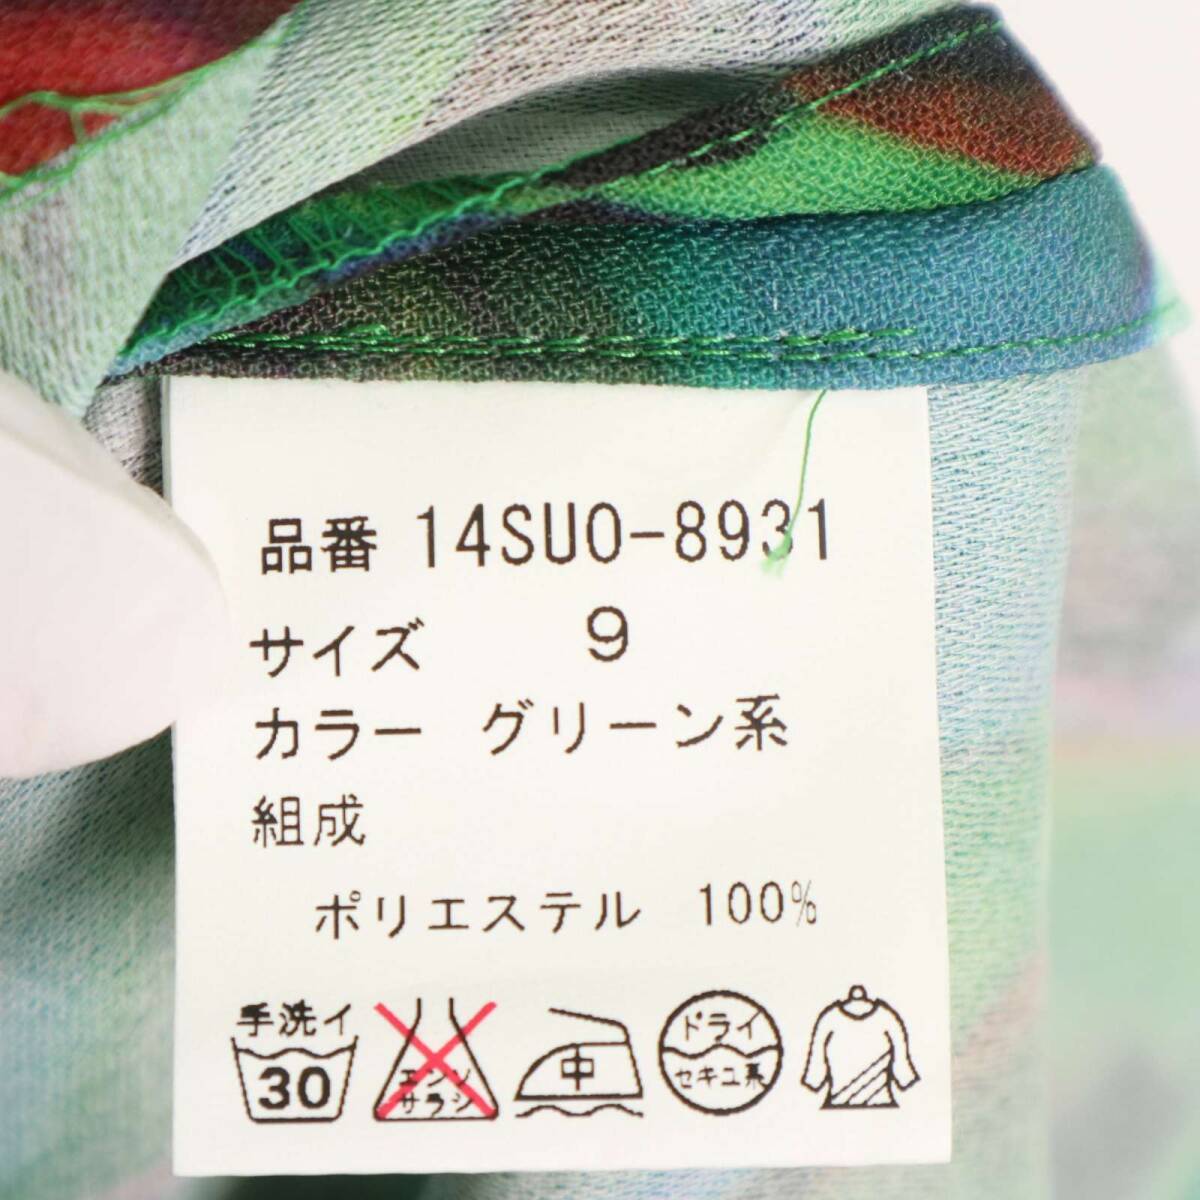 品番 14SU0-8931
サイズ 9
カラー グリーン系
組成
ポリエステル 100%
手洗イ
30
エンソ
サラシ
中
ドライ
セキユ系